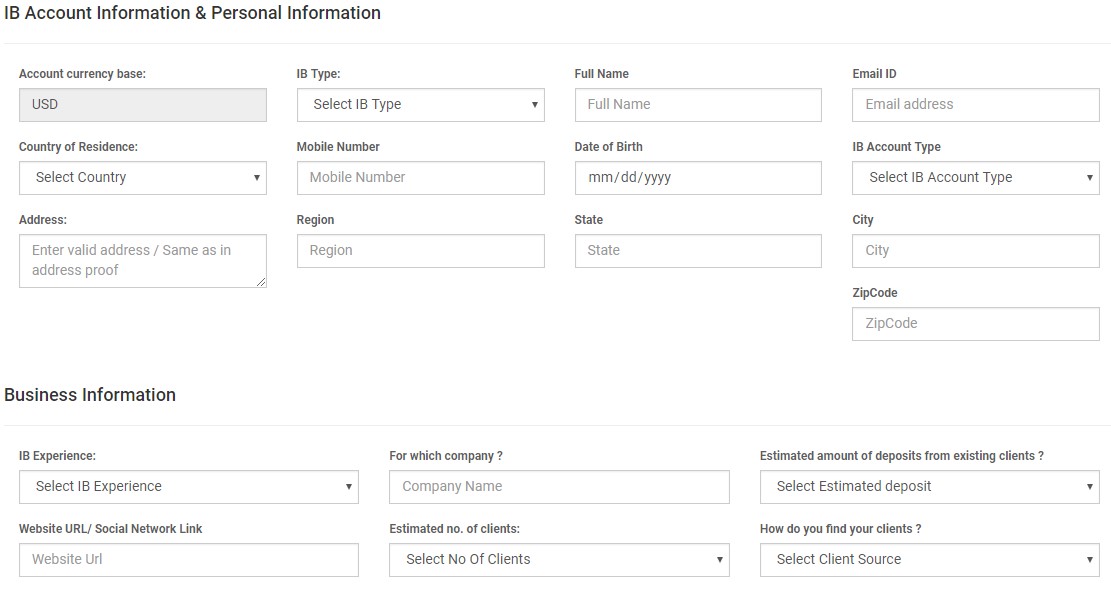 IB Account Information & Personal Information
Account currency base:
IB Type:
Full Name
Email ID
USD
Select IB Type
Full Name
Email address
Country of Residence:
Mobile Number
Date of Birth
IB Account Type
Select Country
Mobile Number
mm/dd/yyyy
Select IB Account Type
Address:
Region
State
City
Enter valid address / Same as in
address proof
Region
State
City
ZipCode
ZipCode
Business Information
IB Experience:
For which company ?
Estimated amount of deposits from existing clients ?
Select IB Experience
Company Name
Select Estimated deposit
Website URL/ Social Network Link
Estimated no. of clients:
How do you find your clients ?
Website Url
Select No Of Clients
Select Client Source